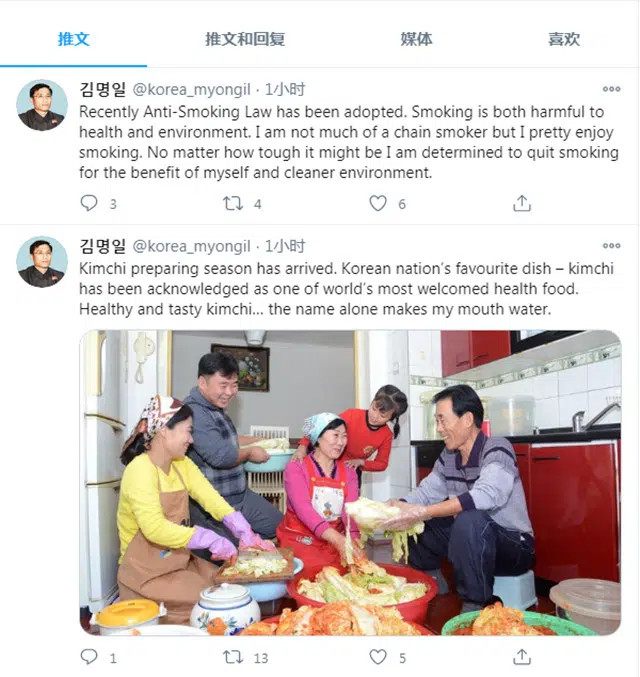 推文 推文和回复 媒体 喜欢
김명일 @korea_myongil · 1小时
Recently Anti-Smoking Law has been adopted. Smoking is both harmful to
health and environment. I am not much of a chain smoker but I pretty enjoy
smoking. No matter how tough it might be I am determined to quit smoking
for the benefit of myself and cleaner environment.
3 4 6
김명일 @korea_myongil · 1小时
Kimchi preparing season has arrived. Korean nation's favourite dish – kimchi
has been acknowledged as one of world's most welcomed health food.
Healthy and tasty kimchi... the name alone makes my mouth water.
1 13 5